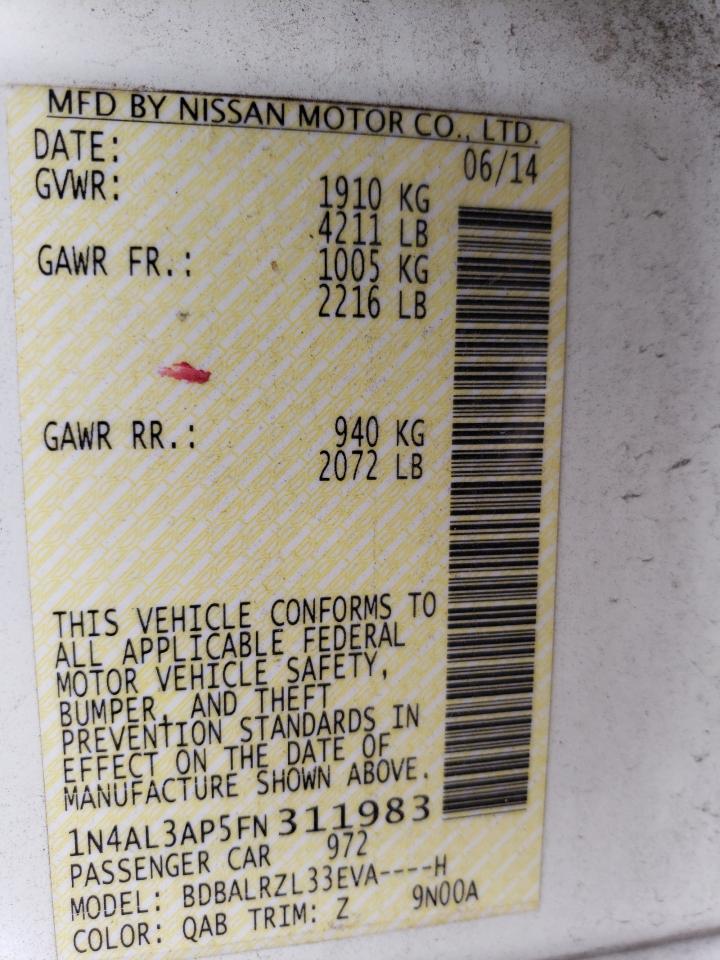 MFD BY NISSAN MOTOR CO., LTD.
DATE: 06/14
GVWR: 1910 KG
4211 LB
GAWR FR.: 1005 KG
2216 LB
GAWR RR.: 940 KG
2072 LB
THIS VEHICLE CONFORMS TO
ALL APPLICABLE FEDERAL
MOTOR VEHICLE SAFETY,
BUMPER, AND THEFT
PREVENTION STANDARDS IN
EFFECT ON THE DATE OF
MANUFACTURE SHOWN ABOVE.
1N4AL3AP5FN311983
PASSENGER CAR 972
MODEL: BDBALRZL33EVA----H
COLOR: QAB TRIM: Z 9N00A